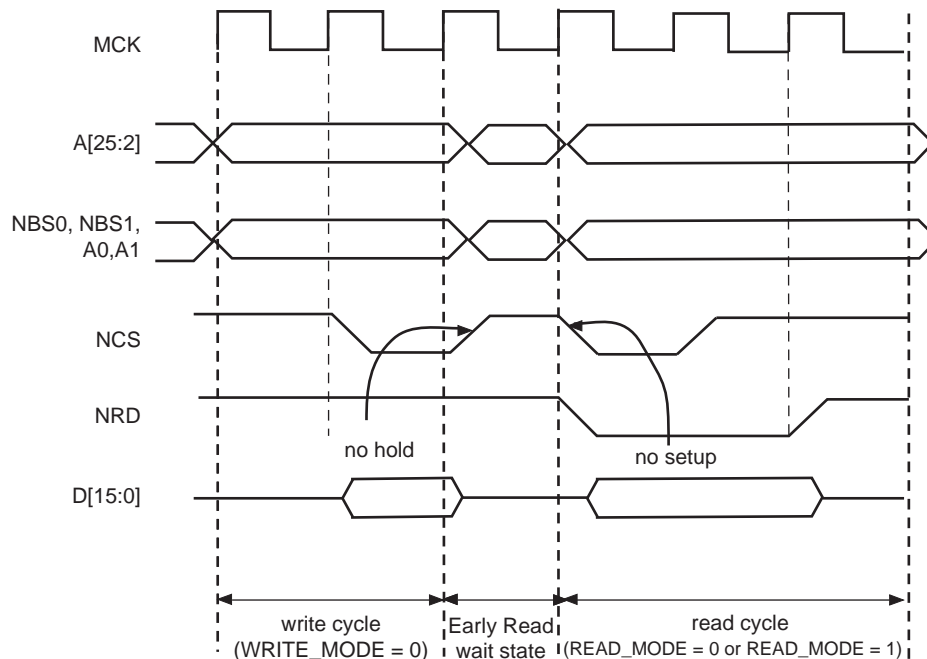 MCK
A[25:2]
NBS0, NBS1,
A0,A1
NCS
NRD
no hold
no setup
D[15:0]
write cycle
(WRITE_MODE = 0)
Early Read
wait state
read cycle
(READ_MODE = 0 or READ_MODE = 1)